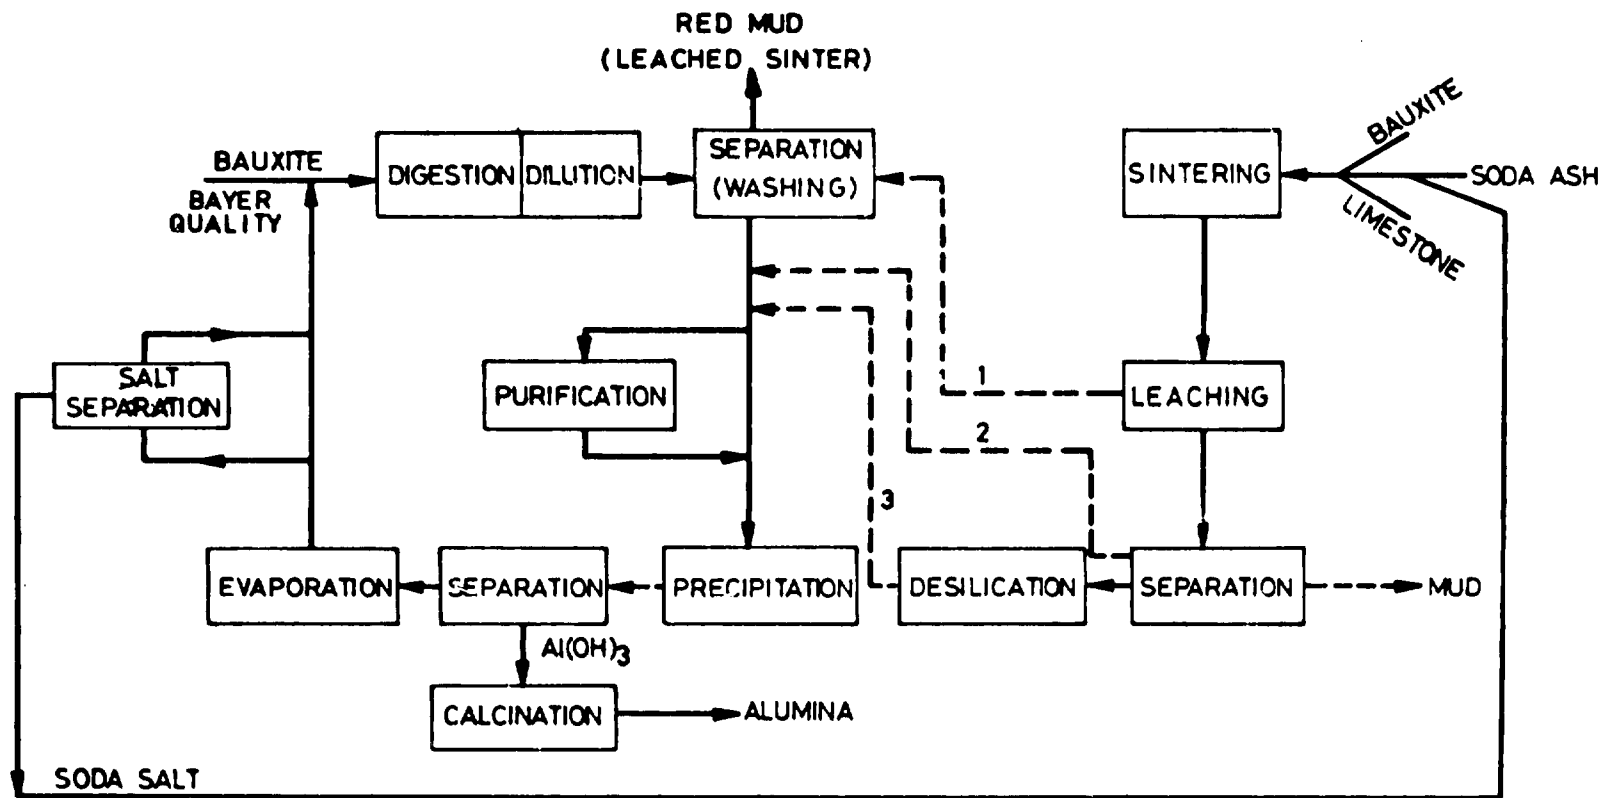 RED MUD
(LEACHED SINTER)
BAUXITE
BAYER
QUALITY
DIGESTION
DILUTION
SEPARATION
(WASHING)
SINTERING
BAUXITE
SODA ASH
LIMESTONE
SALT
SEPARATION
PURIFICATION
1
LEACHING
2
3
EVAPORATION
SEPARATION
PRECIPITATION
DESILICATION
SEPARATION
MUD
Al(OH)3
CALCINATION
ALUMINA
SODA SALT